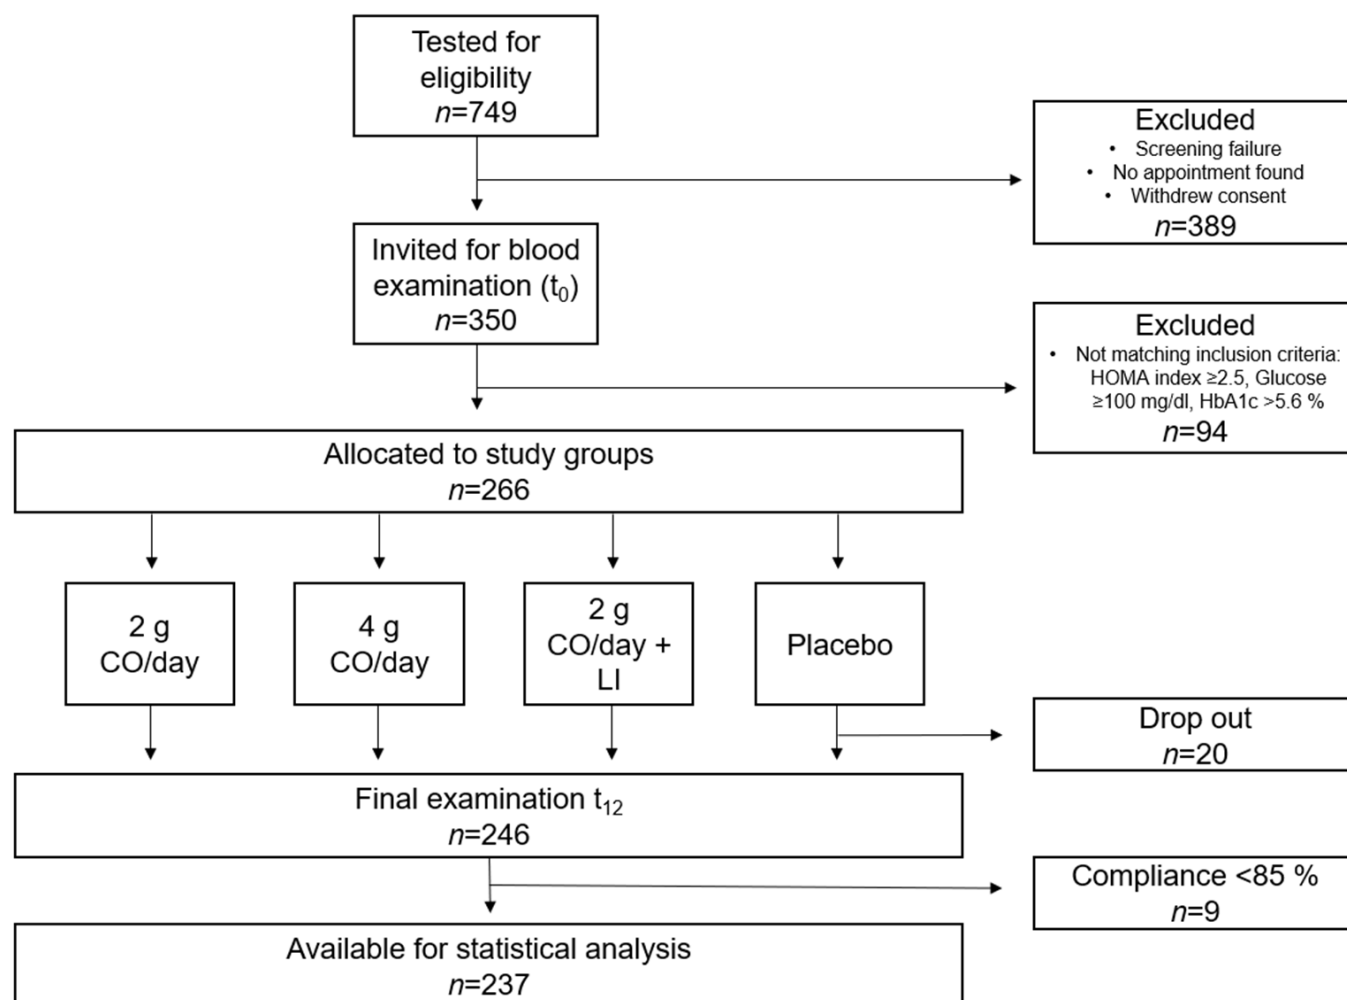 Tested for
eligibility
n=749
Excluded
• Screening failure
• No appointment found
• Withdrew consent
n=389
Invited for blood
examination (t0)
n=350
Excluded
• Not matching inclusion criteria:
HOMA index ≥2.5, Glucose
≥100 mg/dl, HbA1c >5.6 %
n=94
Allocated to study groups
n=266
2 g
CO/day
4 g
CO/day
2 g
CO/day +
LI
Placebo
Drop out
n=20
Final examination t12
n=246
Compliance <85 %
n=9
Available for statistical analysis
n=237